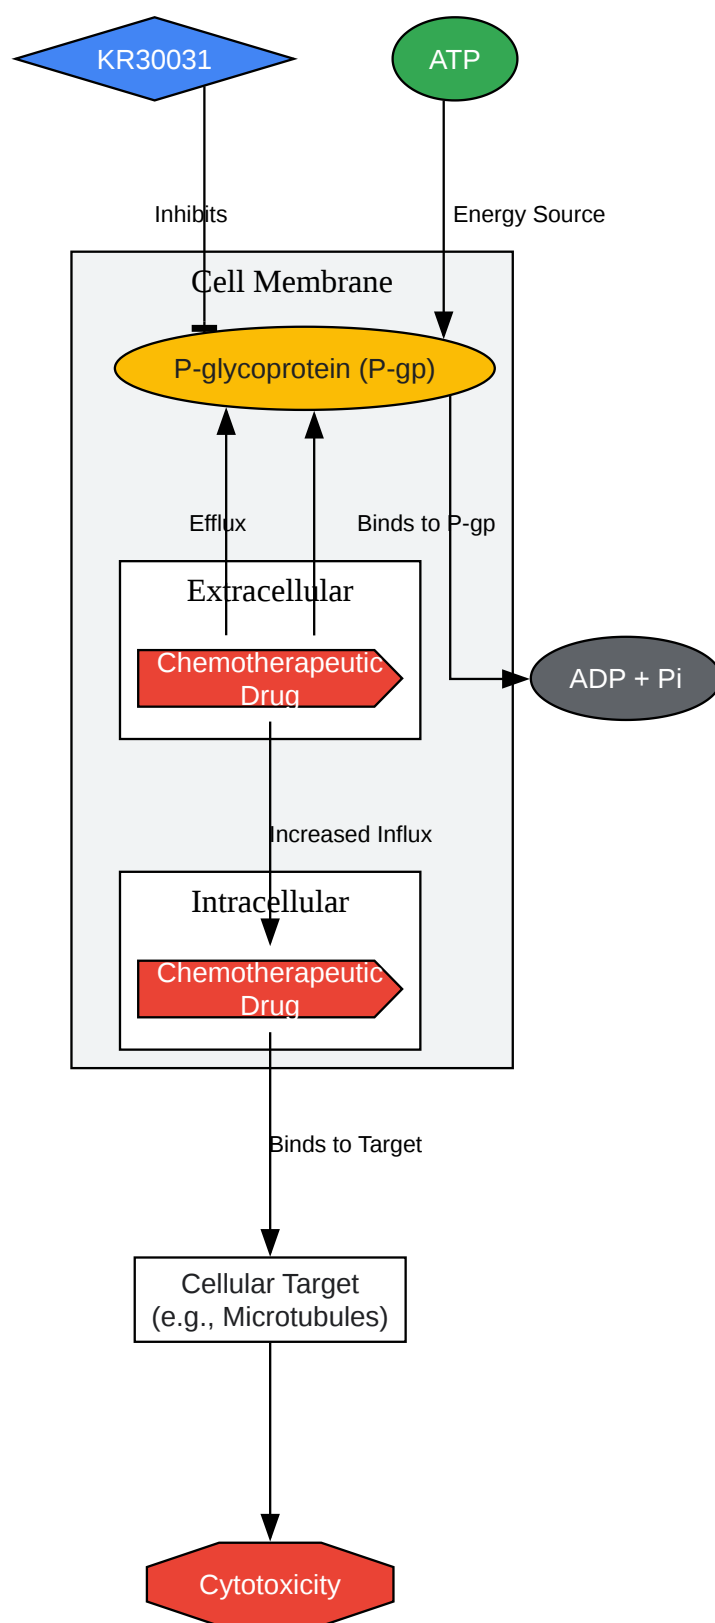 KR30031
ATP
Inhibits
Energy Source
Cell Membrane
P-glycoprotein (P-gp)
Efflux
Binds to P-gp
Extracellular
Chemotherapeutic
Drug
ADP + Pi
Increased Influx
Intracellular
Chemotherapeutic
Drug
Binds to Target
Cellular Target
(e.g., Microtubules)
Cytotoxicity